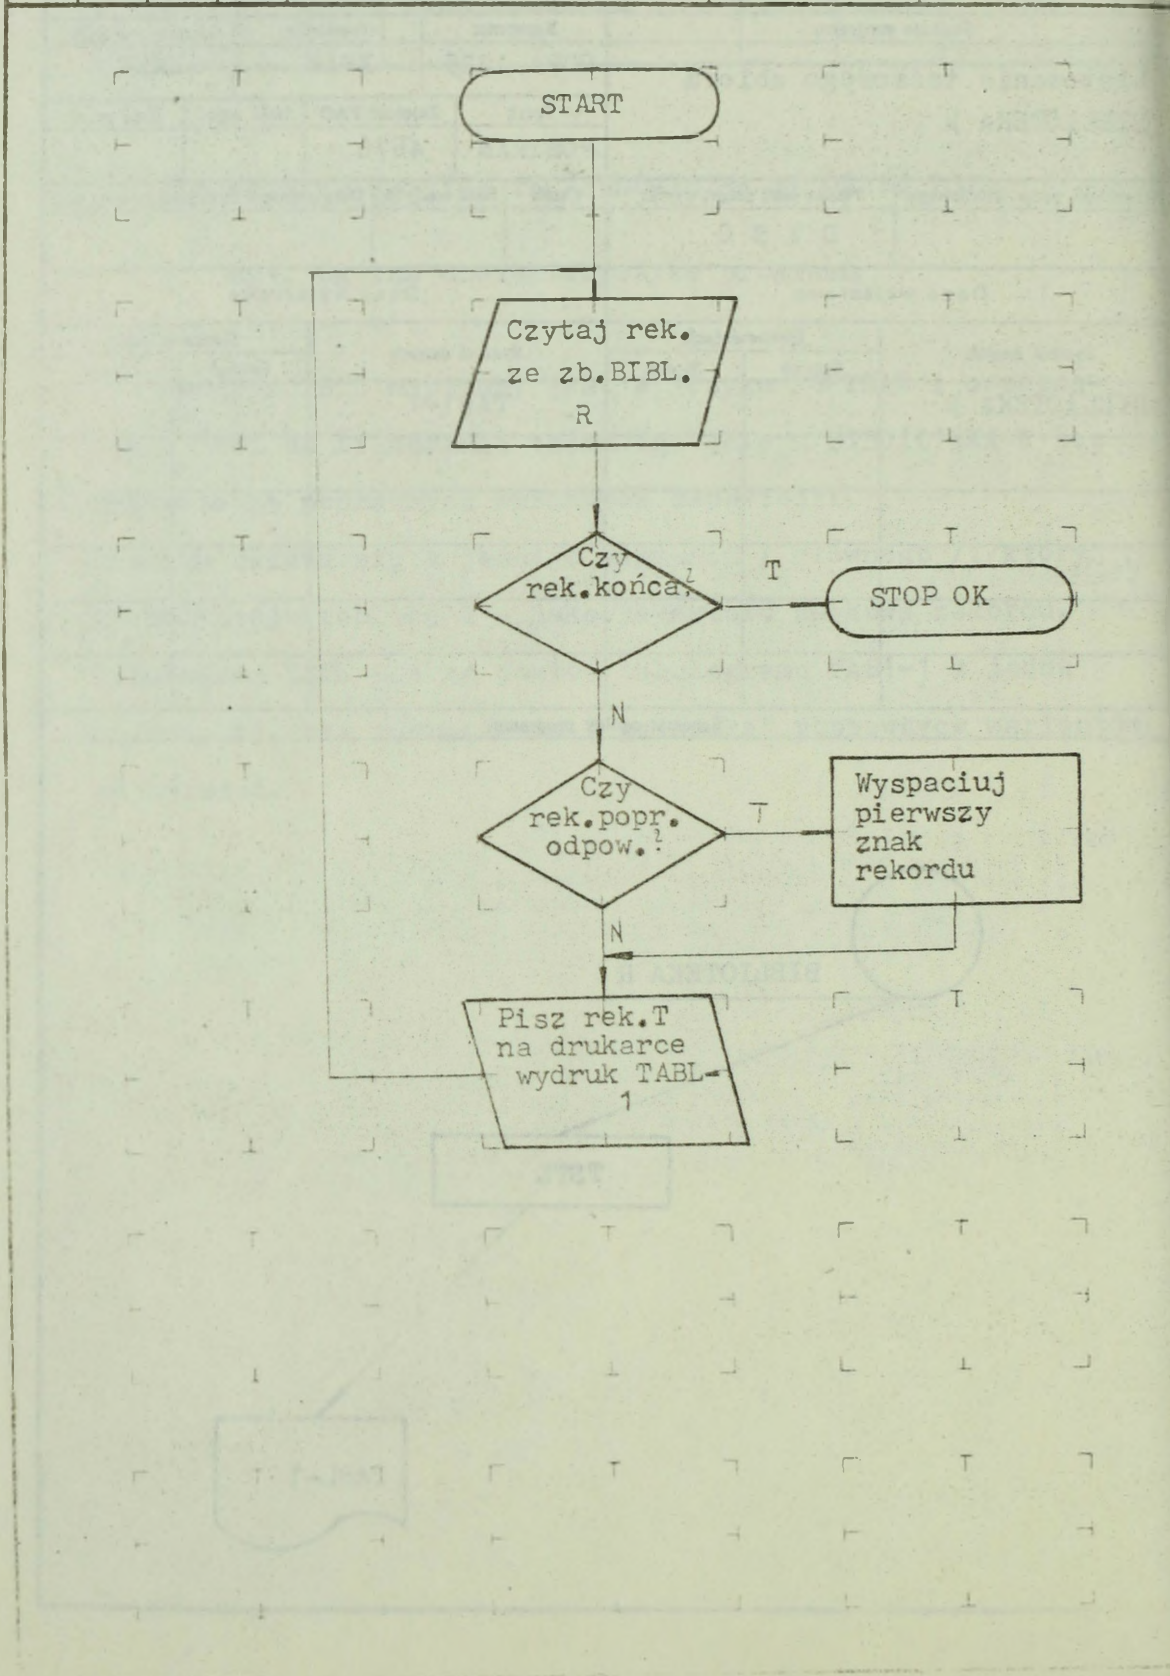 START
Czytaj rek.
ze zb.BIBL.
R
Czy
rek.końca?
T
STOP OK
N
Czy
rek.popr.
odpow.?
T
Wyspaciuj
pierwszy
znak
rekordu
N
Pisz rek.T
na drukarce
wydruk TABL-
1